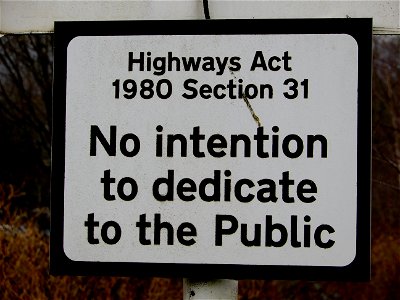 Highways Act
1980 Section 31
No intention
to dedicate
to the Public